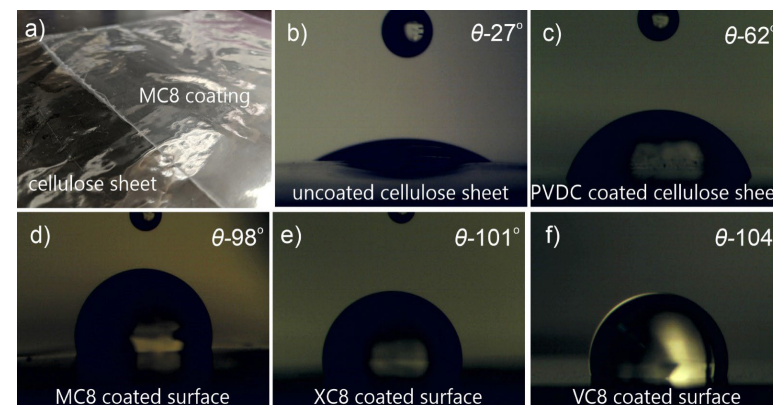 a)
MC8 coating
cellulose sheet
b)
θ-27°
uncoated cellulose sheet
c)
θ-62°
PVDC coated cellulose shee
d)
θ-98°
MC8 coated surface
e)
θ-101°
XC8 coated surface
f)
θ-104
VC8 coated surface